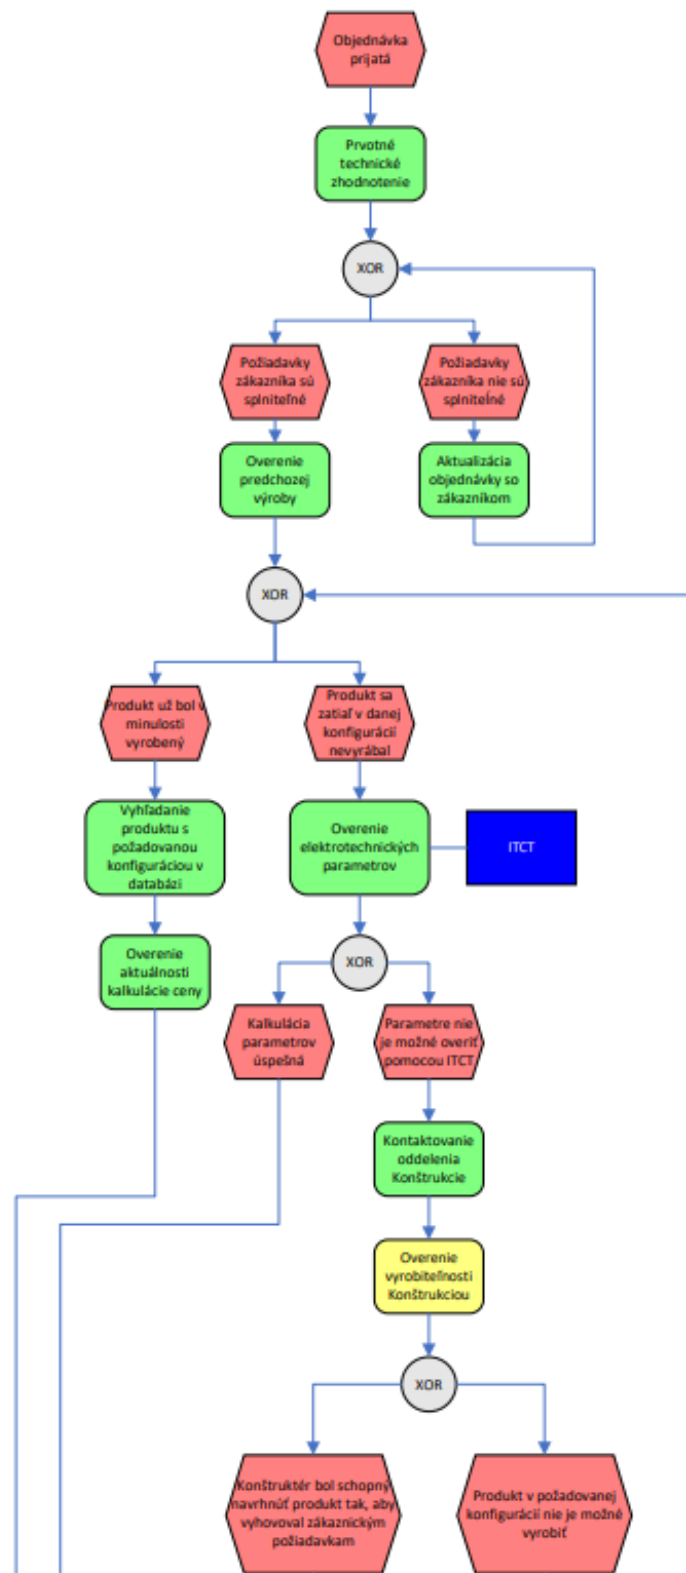 Objednávka
prijatá
Prvotné
technické
zhodnotenie
XOR
Požiadavky
zákazníka sú
splniteľné
Požiadavky
zákazníka nie sú
splniteľné
Overenie
predchozej
výroby
Aktualizácia
objednávky so
zákazníkom
XOR
Produkt už bol v
minulosti
vyrobený
Produkt sa
zatiaľ v danej
konfigurácií
nevyrábal
Vyhľadanie
produktu s
požadovanou
konfiguráciou v
databázi
Overenie
elektrotechnických
parametrov
ITCT
Overenie
aktuálnosti
kalkulácie ceny
XOR
Kalkulácia
parametrov
úspešná
Parametre nie
je možné overiť
pomocou ITCT
Kontaktovanie
oddelenia
Konštrukcie
Overenie
vyrobiteľnosti
Konštrukciou
XOR
Konštruktér bol schopný
navrhnúť produkt tak, aby
vyhovoval zákazníckym
požiadavkam
Produkt v požadovanej
konfigurácií nie je možné
vyrobiť